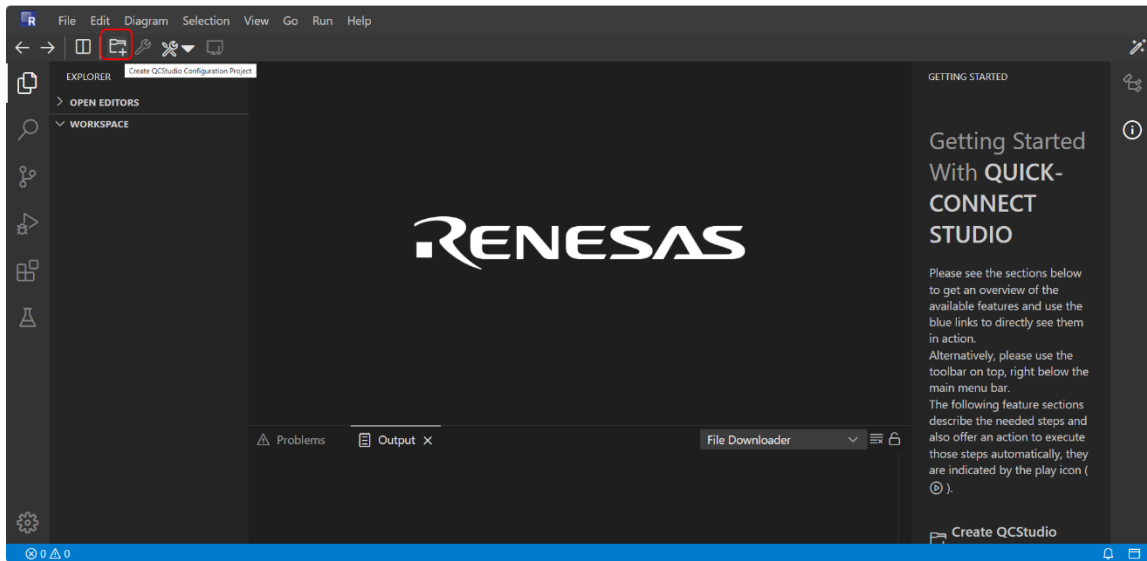 R File Edit Diagram Selection View Go Run Help
Create QCStudio Configuration Project
EXPLORER
OPEN EDITORS
WORKSPACE
RENESAS
Problems Output File Downloader
GETTING STARTED
Getting Started
With QUICK-
CONNECT
STUDIO
Please see the sections below
to get an overview of the
available features and use the
blue links to directly see them
in action.
Alternatively, please use the
toolbar on top, right below the
main menu bar.
The following feature sections
describe the needed steps and
also offer an action to execute
those steps automatically, they
are indicated by the play icon (
).
Create QCStudio
0 0